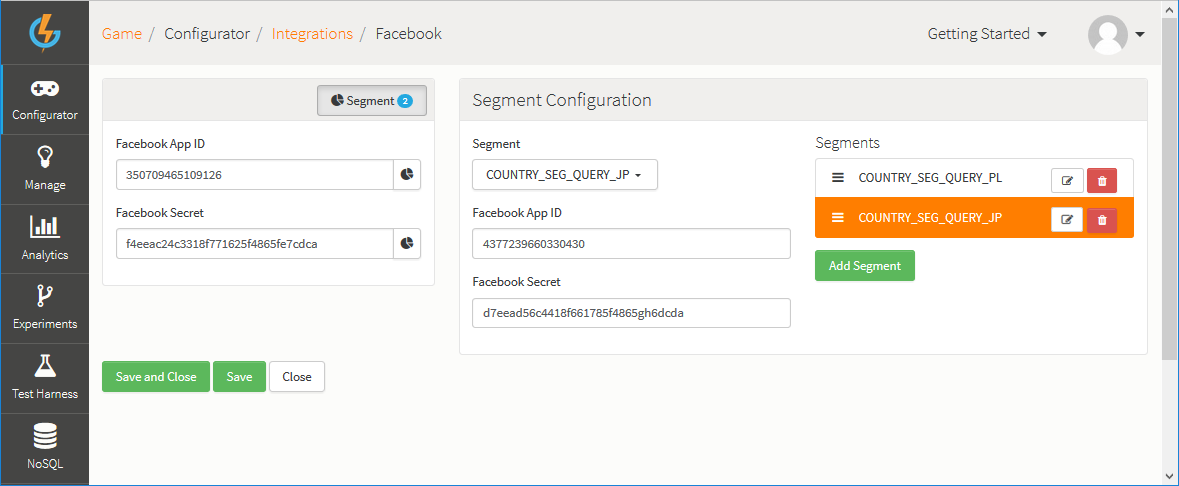 Game / Configurator / Integrations / Facebook
Getting Started
Configurator
Manage
Analytics
Experiments
Test Harness
NoSQL
Segment 2
Facebook App ID
350709465109126
Facebook Secret
f4eeac24c3318f771625f4865fe7cdca
Save and Close
Save
Close
Segment Configuration
Segment
COUNTRY_SEG_QUERY_JP
Facebook App ID
4377239660330430
Facebook Secret
d7eead56c4418f661785f4865gh6dcda
Segments
COUNTRY_SEG_QUERY_PL
COUNTRY_SEG_QUERY_JP
Add Segment